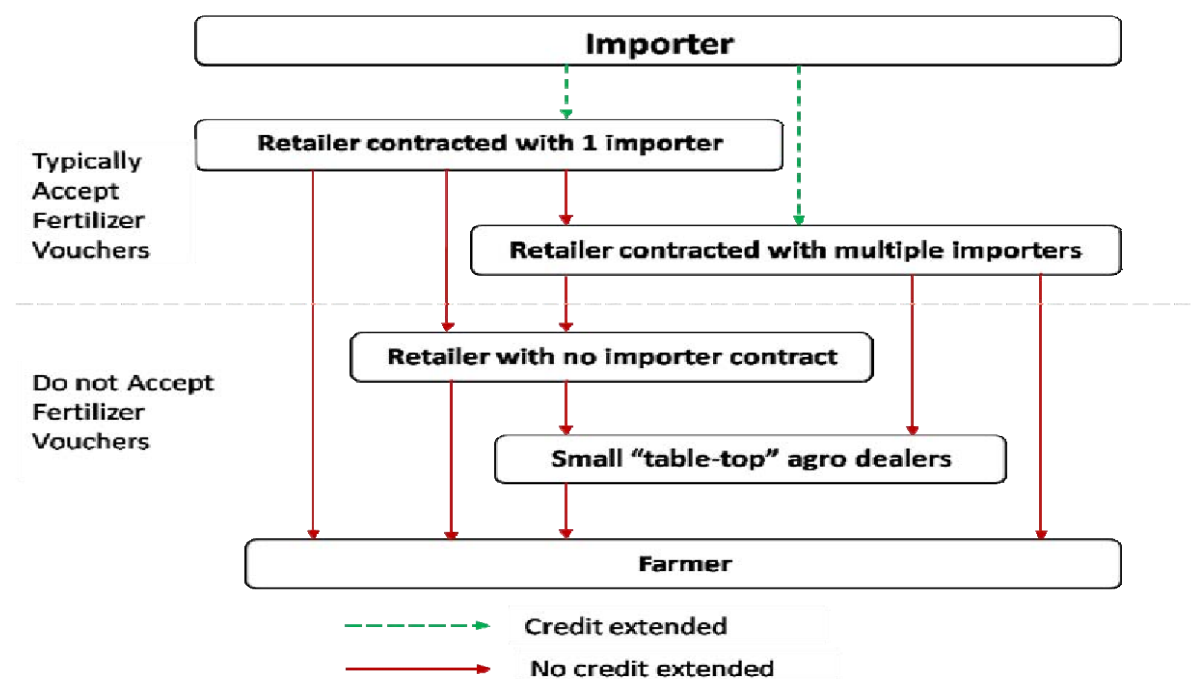 Importer
Retailer contracted with 1 importer
Typically
Accept
Fertilizer
Vouchers
Retailer contracted with multiple importers
Retailer with no importer contract
Do not Accept
Fertilizer
Vouchers
Small “table-top” agro dealers
Farmer
Credit extended
No credit extended